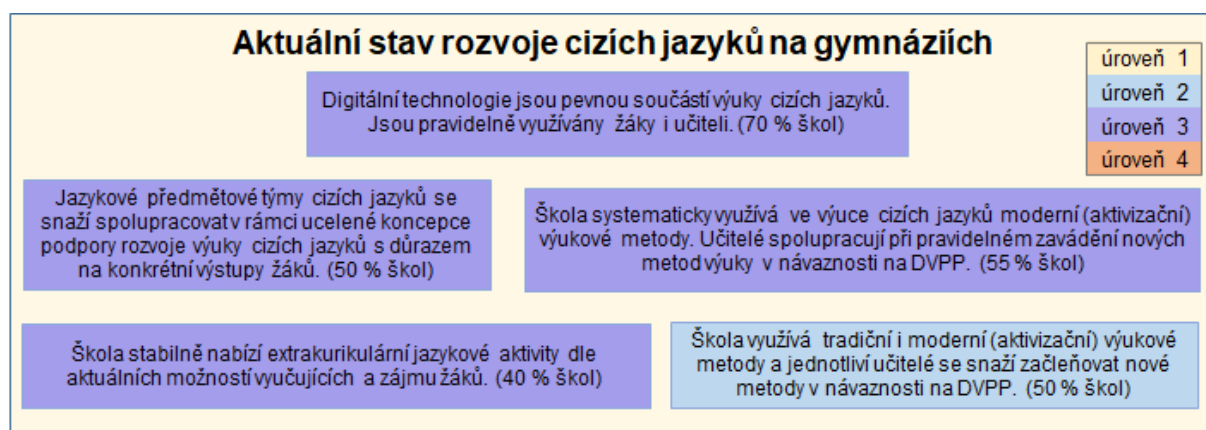 Aktuální stav rozvoje cizích jazyků na gymnáziích
úroveň 1
úroveň 2
úroveň 3
úroveň 4
Digitální technologie jsou pevnou součástí výuky cizích jazyků.
Jsou pravidelně využívány žáky i učiteli. (70 % škol)
Jazykové předmětové týmy cizích jazyků se
snaží spolupracovat v rámci ucelené koncepce
podpory rozvoje výuky cizích jazyků s důrazem
na konkrétní výstupy žáků. (50 % škol)
Škola systematicky využívá ve výuce cizích jazyků moderní (aktivizační)
výukové metody. Učitelé spolupracují při pravidelném zavádění nových
metod výuky v návaznosti na DVPP. (55 % škol)
Škola stabilně nabízí extrakurikulární jazykové aktivity dle
aktuálních možností vyučujících a zájmu žáků. (40 % škol)
Škola využívá tradiční i moderní (aktivizační) výukové
metody a jednotliví učitelé se snaží začleňovat nové
metody v návaznosti na DVPP. (50 % škol)